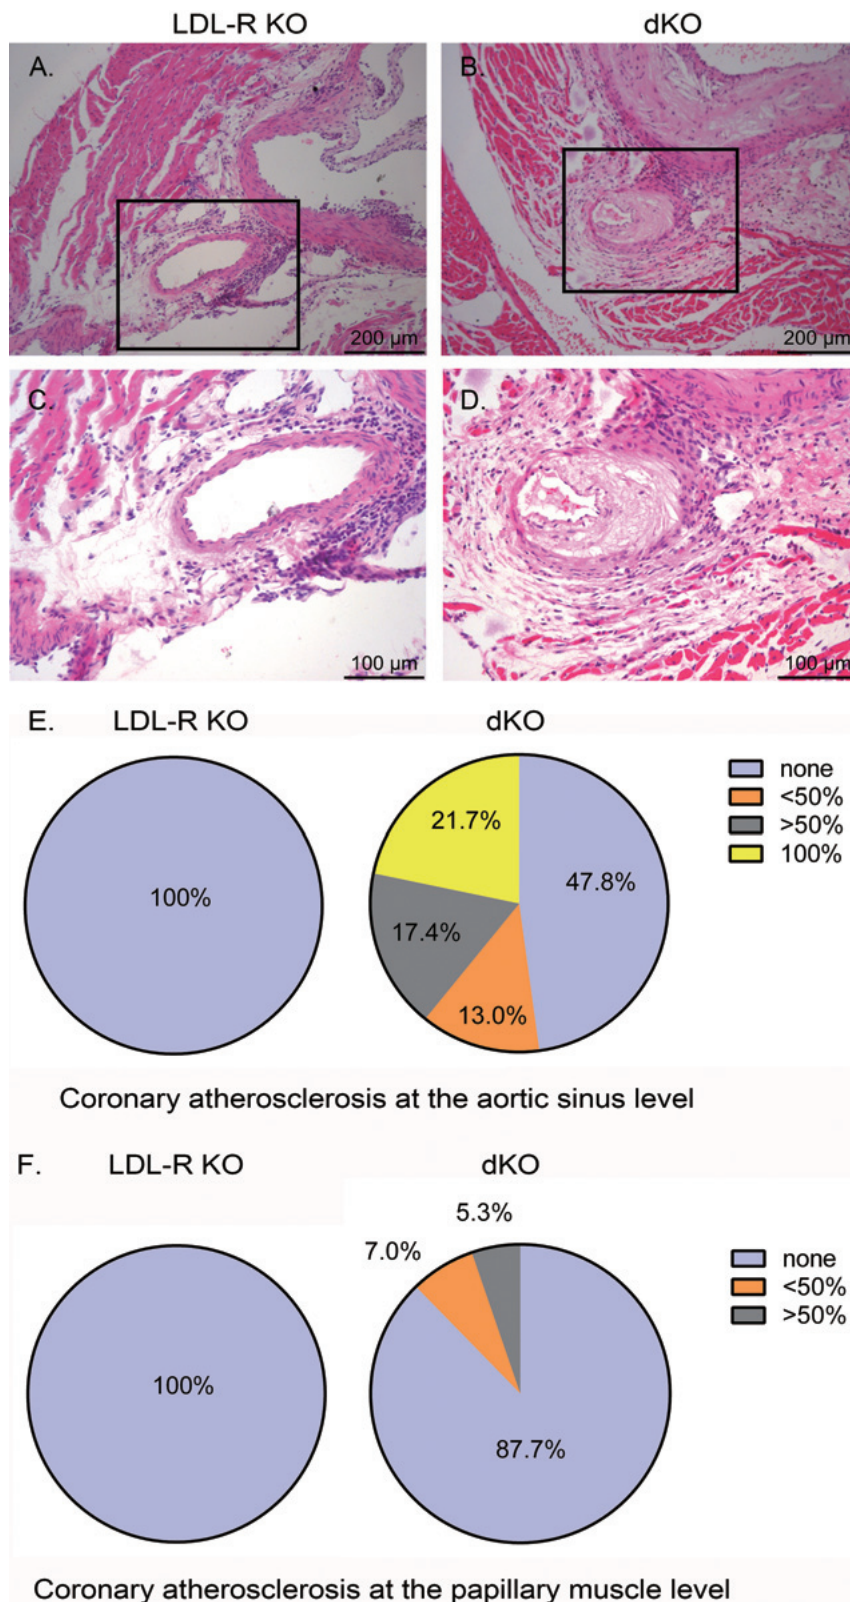 LDL-R KO dKO
A. B.
200 μm 200 μm
C. D.
100 μm 100 μm
E. LDL-R KO dKO
none
<50%
>50%
100%
100%
21.7%
47.8%
17.4%
13.0%
Coronary atherosclerosis at the aortic sinus level
F. LDL-R KO dKO
5.3%
7.0%
none
<50%
>50%
100%
87.7%
Coronary atherosclerosis at the papillary muscle level